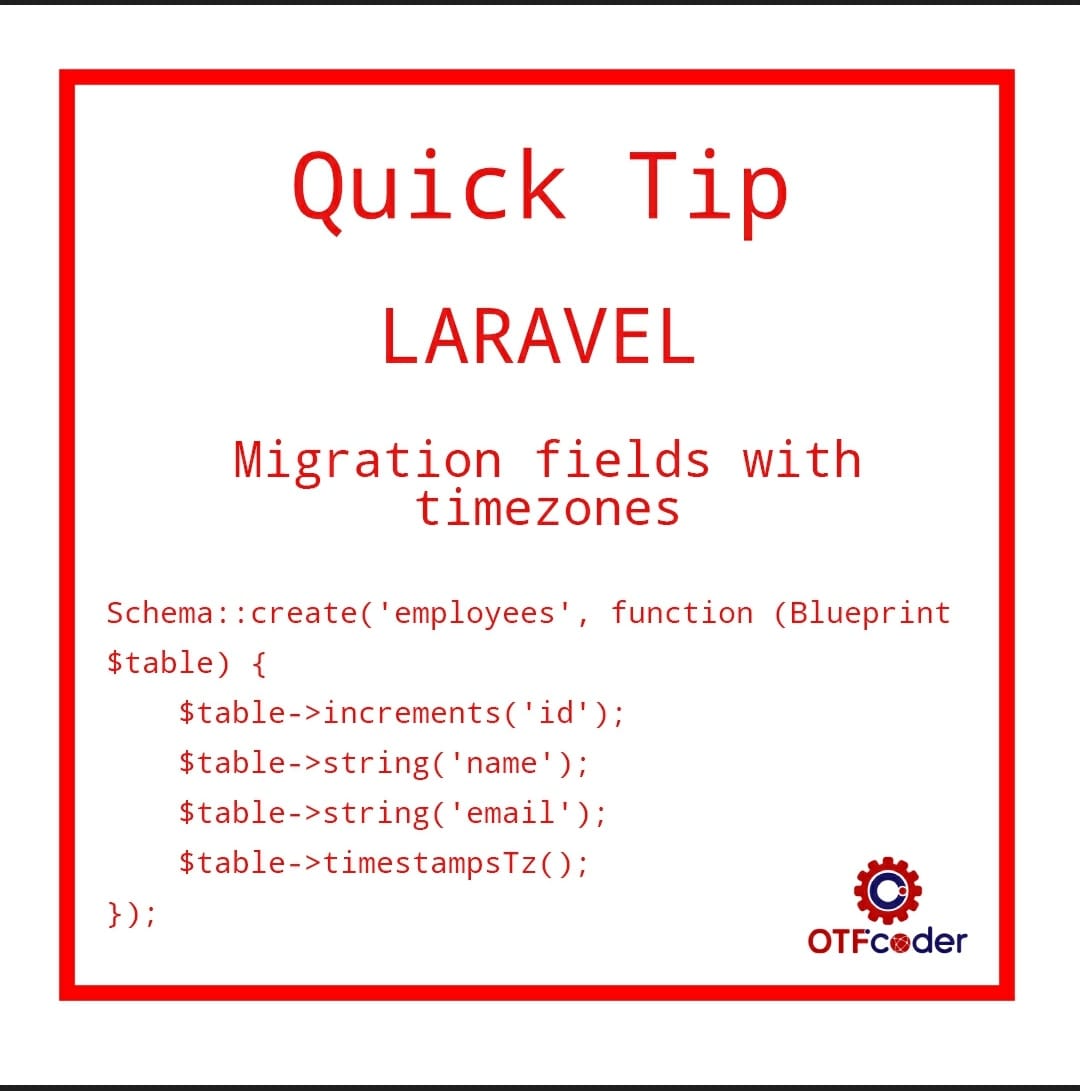 Quick Tip
LARAVEL
Migration fields with
timezones
Schema::create('employees', function (Blueprint
$table) {
    $table->increments('id');
    $table->string('name');
    $table->string('email');
    $table->timestampsTz();
});
OTFcoder